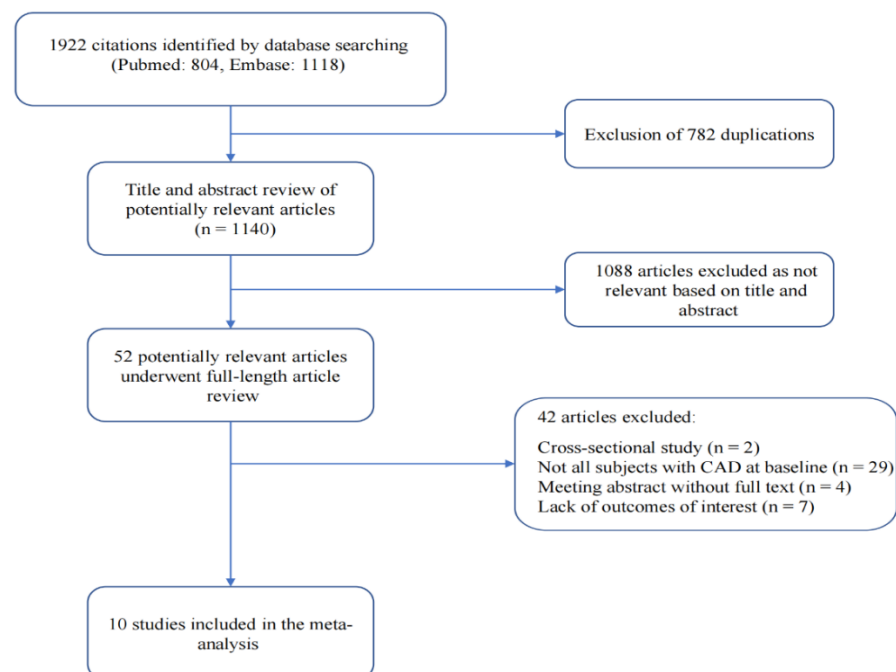 1922 citations identified by database searching
(Pubmed: 804, Embase: 1118)
Exclusion of 782 duplications
Title and abstract review of
potentially relevant articles
(n = 1140)
1088 articles excluded as not
relevant based on title and
abstract
52 potentially relevant articles
underwent full-length article
review
42 articles excluded:
Cross-sectional study (n = 2)
Not all subjects with CAD at baseline (n = 29)
Meeting abstract without full text (n = 4)
Lack of outcomes of interest (n = 7)
10 studies included in the meta-
analysis